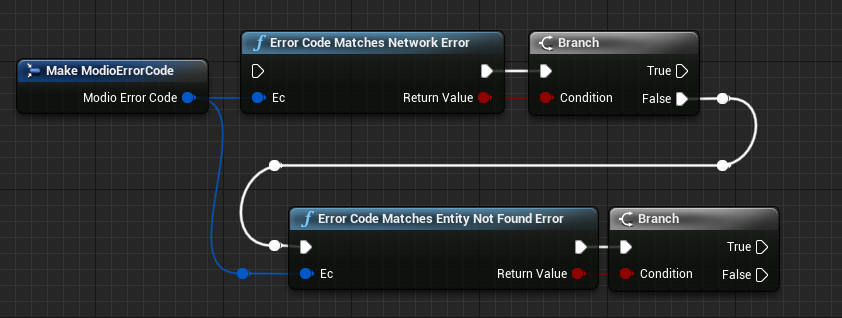 Make ModioErrorCode
Modio Error Code
f Error Code Matches Network Error
Ec
Return Value
Branch
Condition
True
False
f Error Code Matches Entity Not Found Error
Ec
Return Value
Branch
Condition
True
False